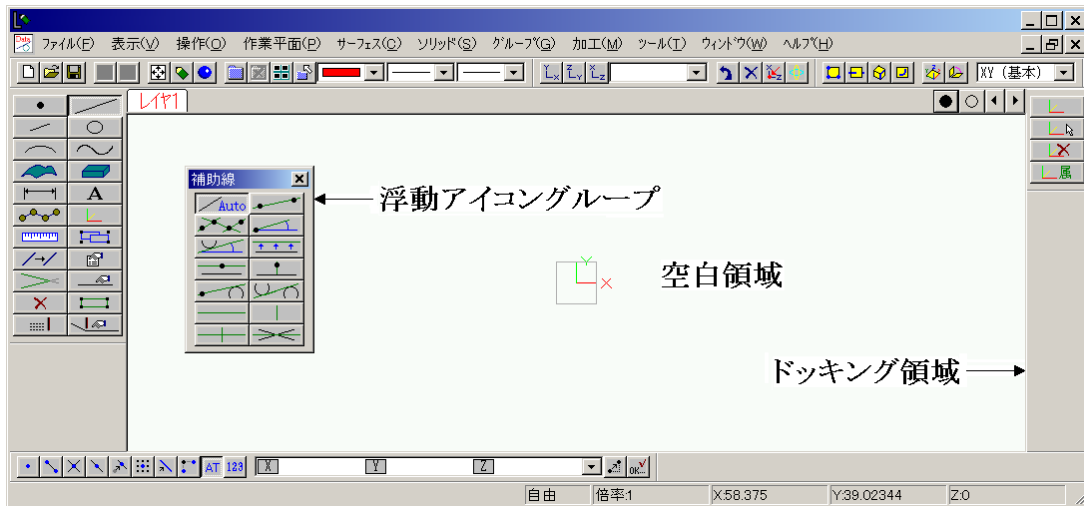 ファイル(F) 表示(V) 操作(O) 作業平面(P) サーフェス(C) ソリッド(S) グループ(G) 加工(M) ツール(T) ウィンドウ(W) ヘルプ(H)
XY (基本)
レイヤ1
補助線
Auto
浮動アイコングループ
A
属
Y
X
空白領域
ドッキング領域
AT 123 X Y Z OK
自由 倍率:1 X:58.375 Y:39.02344 Z:0